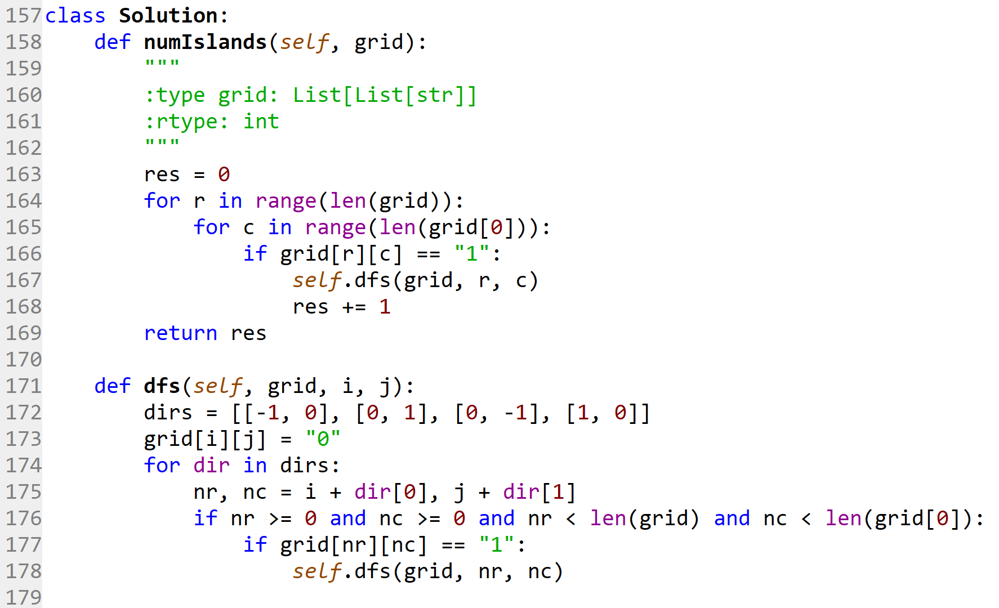 157class Solution:
158    def numIslands(self, grid):
159        """
160        :type grid: List[List[str]]
161        :rtype: int
162        """
163        res = 0
164        for r in range(len(grid)):
165            for c in range(len(grid[0])):
166                if grid[r][c] == "1":
167                    self.dfs(grid, r, c)
168                    res += 1
169        return res
170
171    def dfs(self, grid, i, j):
172        dirs = [[-1, 0], [0, 1], [0, -1], [1, 0]]
173        grid[i][j] = "0"
174        for dir in dirs:
175            nr, nc = i + dir[0], j + dir[1]
176            if nr >= 0 and nc >= 0 and nr < len(grid) and nc < len(grid[0]):
177                if grid[nr][nc] == "1":
178                    self.dfs(grid, nr, nc)
179